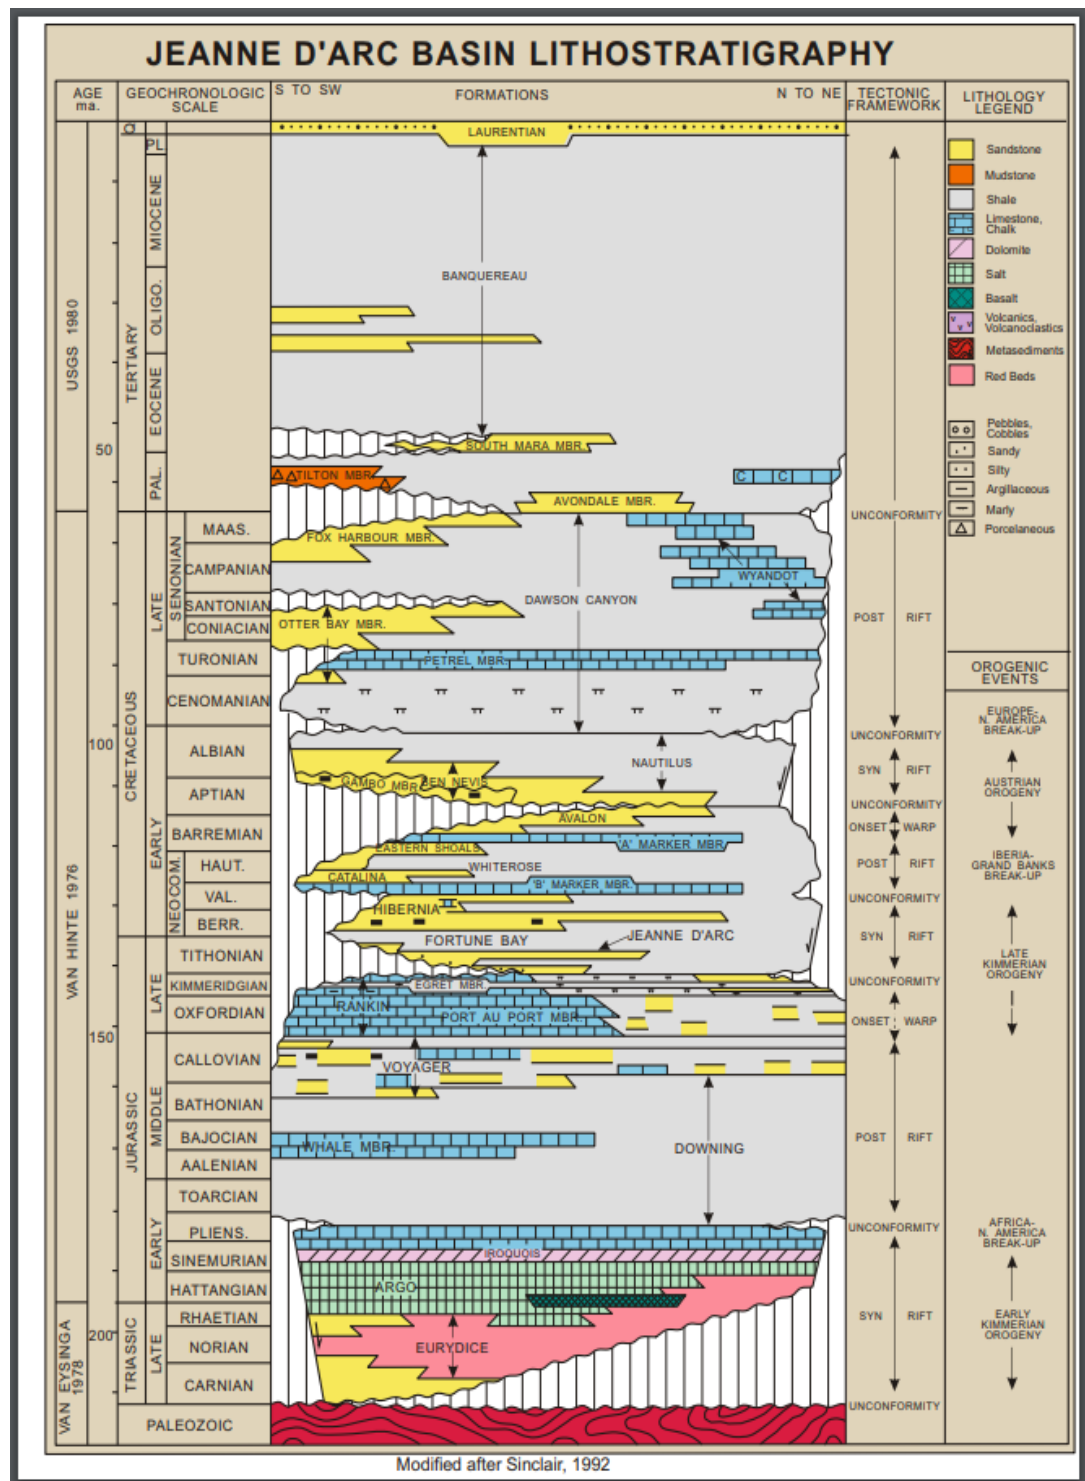 JEANNE D'ARC BASIN LITHOSTRATIGRAPHY
AGE
ma.
GEOCHRONOLOGIC
SCALE
S TO SW
FORMATIONS
N TO NE
TECTONIC
FRAMEWORK
LITHOLOGY
LEGEND
USGS 1980
VAN HINTE 1976
VAN EYSINGA
1978
50
100
150
200
TERTIARY
CRETACEOUS
JURASSIC
TRIASSIC
Q
PL.
MIOCENE
OLIGO.
EOCENE
PAL.
LATE
SENONIAN
MAAS.
CAMPANIAN
SANTONIAN
CONIACIAN
TURONIAN
CENOMANIAN
EARLY
ALBIAN
APTIAN
BARREMIAN
NEOCOM.
HAUT.
VAL.
BERR.
LATE
TITHONIAN
KIMMERIDGIAN
OXFORDIAN
MIDDLE
CALLOVIAN
BATHONIAN
BAJOCIAN
AALENIAN
EARLY
TOARCIAN
PLIENS.
SINEMURIAN
HATTANGIAN
LATE
RHAETIAN
NORIAN
CARNIAN
PALEOZOIC
LAURENTIAN
BANQUEREAU
SOUTH MARA MBR.
TILTON MBR.
C C
AVONDALE MBR.
FOX HARBOUR MBR.
WYANDOT
DAWSON CANYON
OTTER BAY MBR.
PETREL MBR.
NAUTILUS
GAMBO MBR.
BEN NEVIS
AVALON
'A' MARKER MBR.
EASTERN SHOALS
WHITEROSE
CATALINA
'B' MARKER MBR.
HIBERNIA
FORTUNE BAY
JEANNE D'ARC
EGRET MBR.
RANKIN
PORT AU PORT MBR.
VOYAGER
WHALE MBR.
DOWNING
IROQUOIS
ARGO
EURYDICE
UNCONFORMITY
POST RIFT
UNCONFORMITY
SYN RIFT
UNCONFORMITY
ONSET WARP
POST RIFT
UNCONFORMITY
SYN RIFT
UNCONFORMITY
ONSET WARP
POST RIFT
UNCONFORMITY
SYN RIFT
UNCONFORMITY
Sandstone
Mudstone
Shale
Limestone,
Chalk
Dolomite
Salt
Basalt
Volcanics,
Volcanoclastics
Metasediments
Red Beds
Pebbles,
Cobbles
Sandy
Silty
Argillaceous
Marly
Porcelaneous
OROGENIC
EVENTS
EUROPE-
N. AMERICA
BREAK-UP
AUSTRIAN
OROGENY
IBERIA-
GRAND BANKS
BREAK-UP
LATE
KIMMERIAN
OROGENY
AFRICA-
N. AMERICA
BREAK-UP
EARLY
KIMMERIAN
OROGENY
Modified after Sinclair, 1992